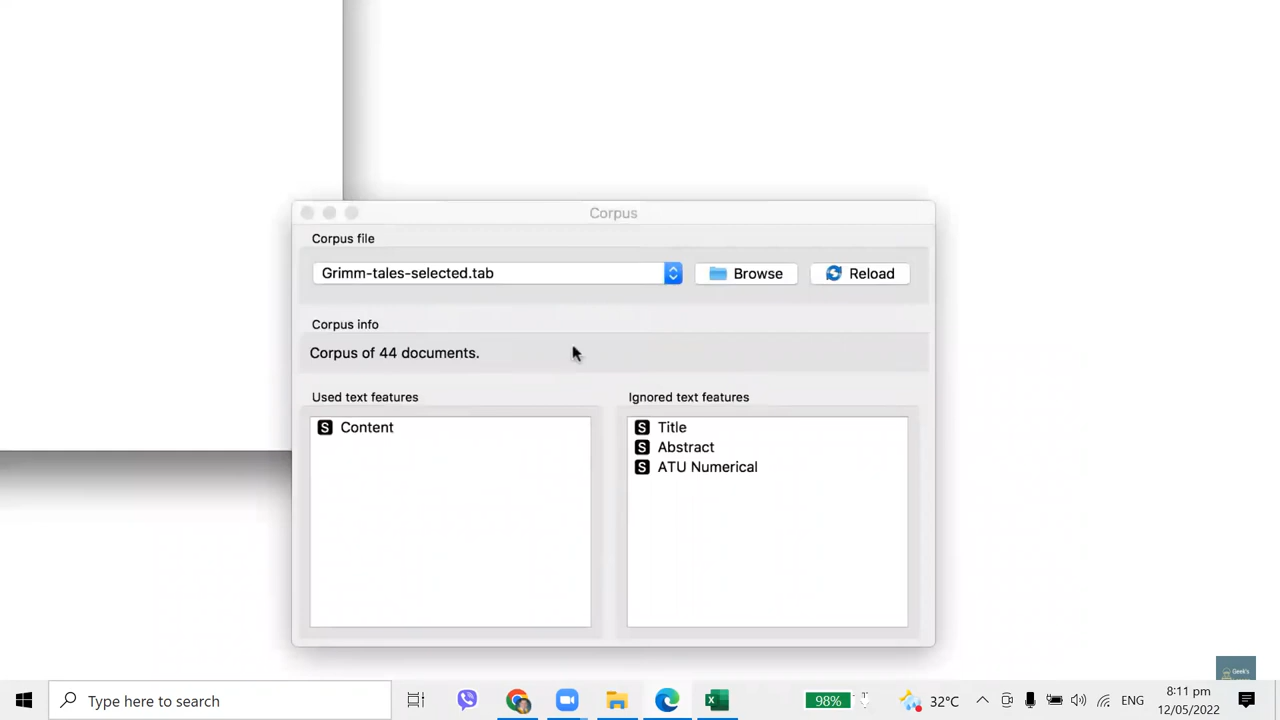 Corpus
Corpus file
Grimm-tales-selected.tab
Browse
Reload
Corpus info
Corpus of 44 documents.
Used text features
Ignored text features
S Content
S Title
S Abstract
S ATU Numerical
Geek's
Type here to search
98%
32°C
ENG
8:11 pm
12/05/2022